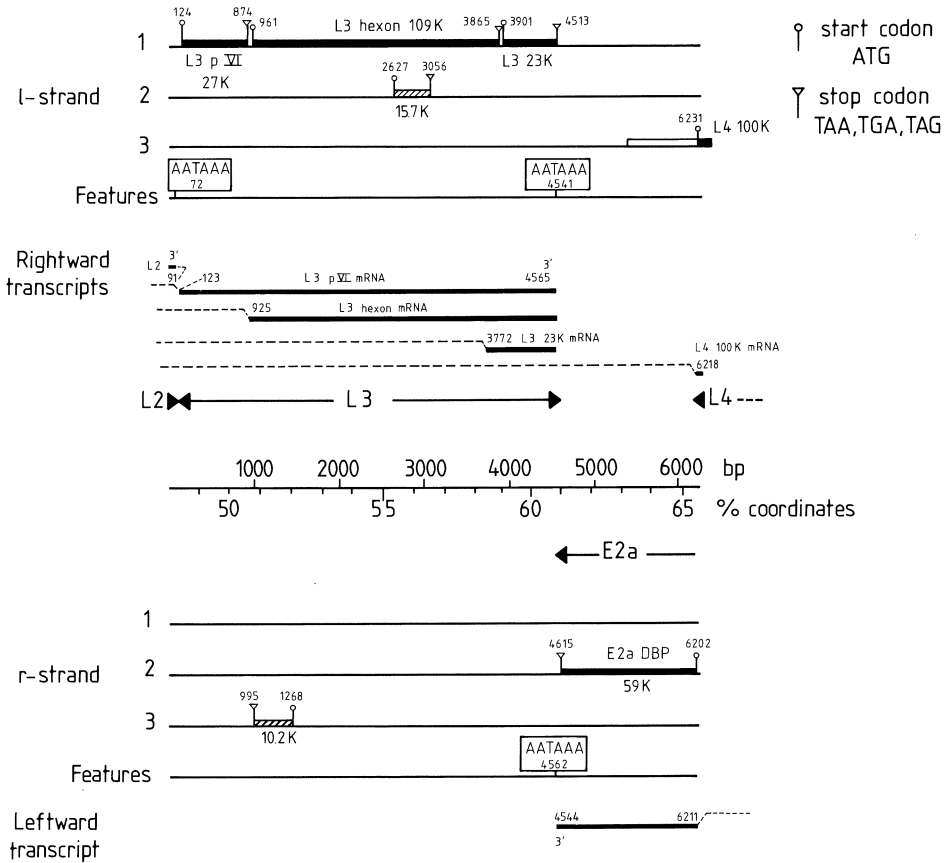 124 874 961 L3 hexon 109K 3865 3901 4513
1
L3 p VI 27K L3 23K
start codon ATG
l-strand 2 2627 3056
15.7K
stop codon TAA,TGA,TAG
3 6231 L4 100K
Features AATAAA 72 AATAAA 4541
Rightward transcripts
L2 3' 91 123 L3 p VI mRNA 4565 3'
925 L3 hexon mRNA
3772 L3 23K mRNA
L4 100K mRNA
6218
L2 L3 L4 ---
1000 2000 3000 4000 5000 6000 bp
50 55 60 65 % coordinates
E2a
1
r-strand 2 4615 E2a DBP 6202
59K
3 995 1268
10.2K
Features AATAAA 4562
Leftward transcript 4544 6211
3'